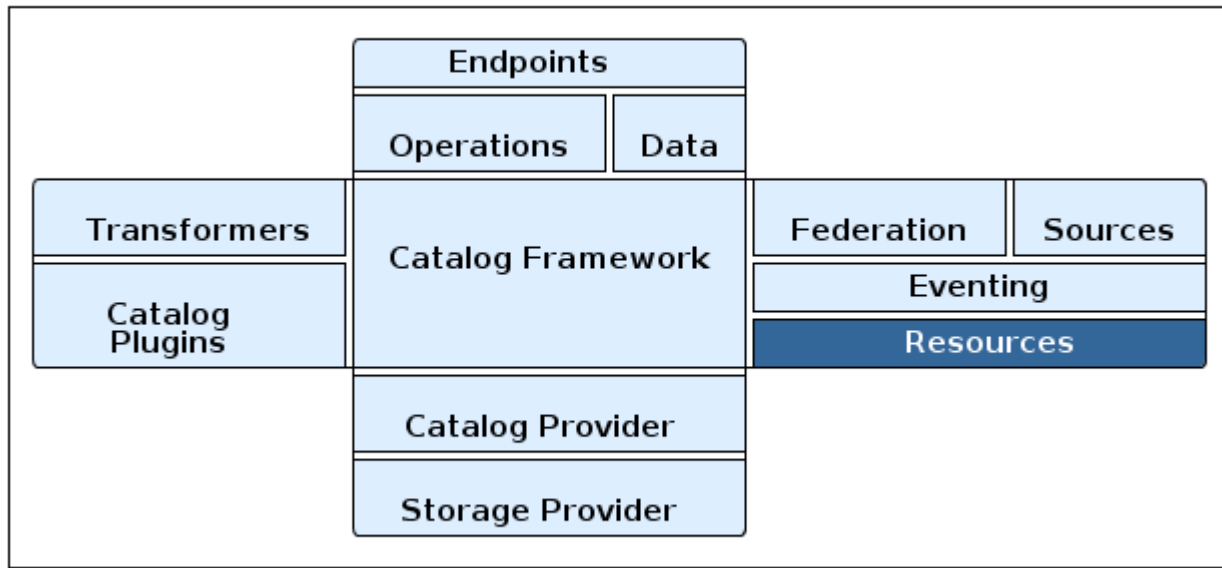 Endpoints
Operations
Data
Transformers
Catalog Framework
Federation
Sources
Eventing
Catalog
Plugins
Resources
Catalog Provider
Storage Provider